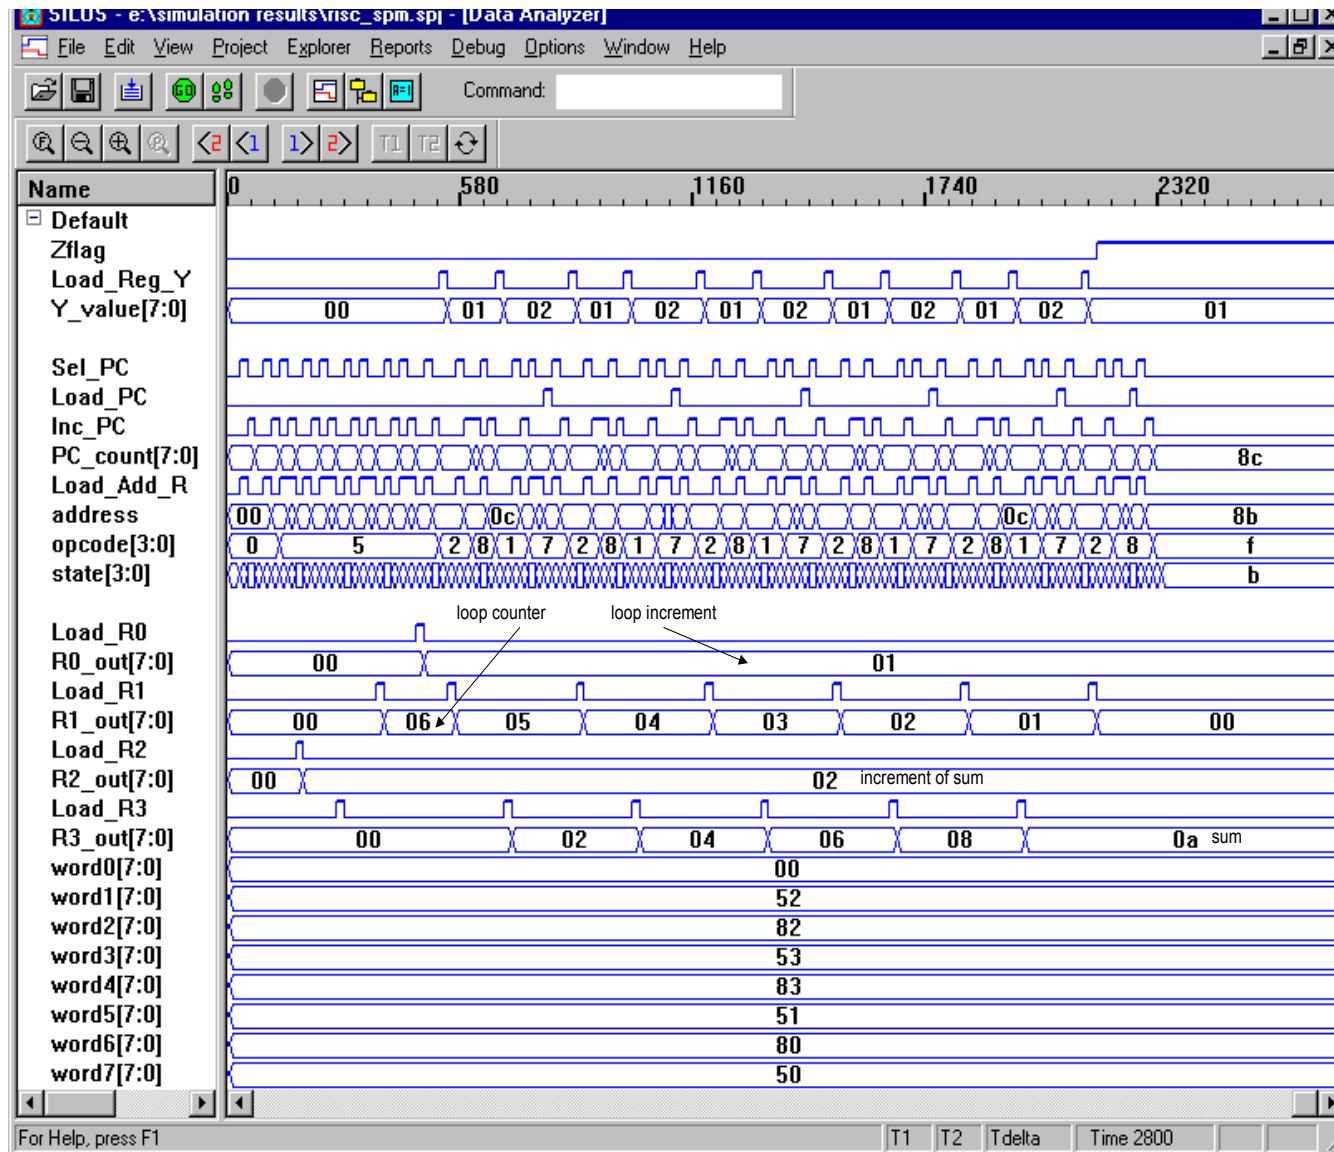 SILOS - e:\simulation results\risc_spm.spj - [Data Analyzer]
File Edit View Project Explorer Reports Debug Options Window Help
GO R=1 Command:
<2 <1 1> 2> T1 T2
Name 0 580 1160 1740 2320
Default
Zflag
Load_Reg_Y
Y_value[7:0] 00 01 02 01 02 01 02 01 02 01 02 01
Sel_PC
Load_PC
Inc_PC
PC_count[7:0] 8c
Load_Add_R
address 00 0c 0c 8b
opcode[3:0] 0 5 2 8 1 7 2 8 1 7 2 8 1 7 2 8 1 7 2 8 1 7 2 8 f
state[3:0] b
loop counter loop increment
Load_R0
R0_out[7:0] 00 01
Load_R1
R1_out[7:0] 00 06 05 04 03 02 01 00
Load_R2
R2_out[7:0] 00 02 increment of sum
Load_R3
R3_out[7:0] 00 02 04 06 08 0a sum
word0[7:0] 00
word1[7:0] 52
word2[7:0] 82
word3[7:0] 53
word4[7:0] 83
word5[7:0] 51
word6[7:0] 80
word7[7:0] 50
For Help, press F1 T1 T2 Tdelta Time 2800